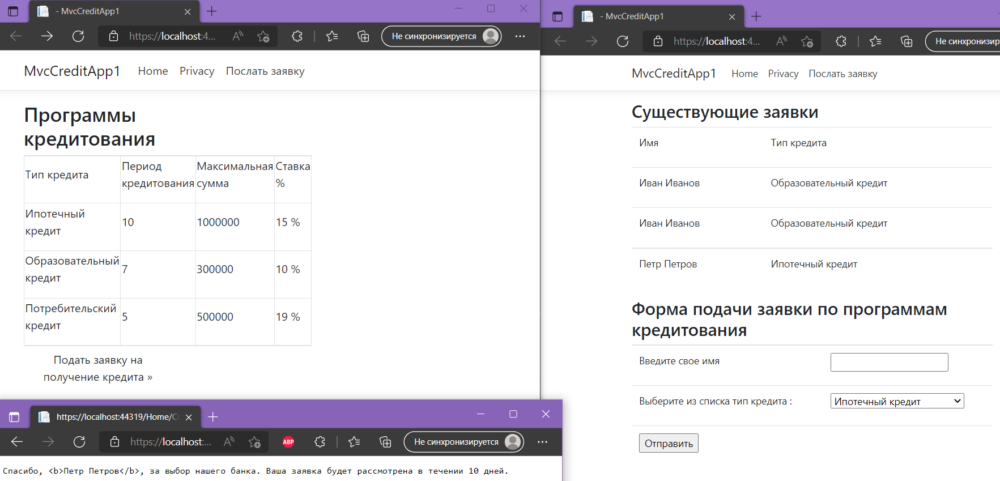 - MvcCreditApp1
https://localhost:4...
Не синхронизируется
MvcCreditApp1 Home Privacy Послать заявку
Программы
кредитования
Тип кредита Период кредитования Максимальная сумма Ставка %
Ипотечный кредит 10 1000000 15 %
Образовательный кредит 7 300000 10 %
Потребительский кредит 5 500000 19 %
Подать заявку на
получение кредита »
- MvcCreditApp1
https://localhost:4...
Не синхронизир
MvcCreditApp1 Home Privacy Послать заявку
Существующие заявки
Имя Тип кредита
Иван Иванов Образовательный кредит
Иван Иванов Образовательный кредит
Петр Петров Ипотечный кредит
Форма подачи заявки по программам
кредитования
Введите свое имя
Выберите из списка тип кредита : Ипотечный кредит
Отправить
https://localhost:44319/Home/Cr
https://localhost:...
ABP
Не синхронизируется
Спасибо, <b>Петр Петров</b>, за выбор нашего банка. Ваша заявка будет рассмотрена в течении 10 дней.